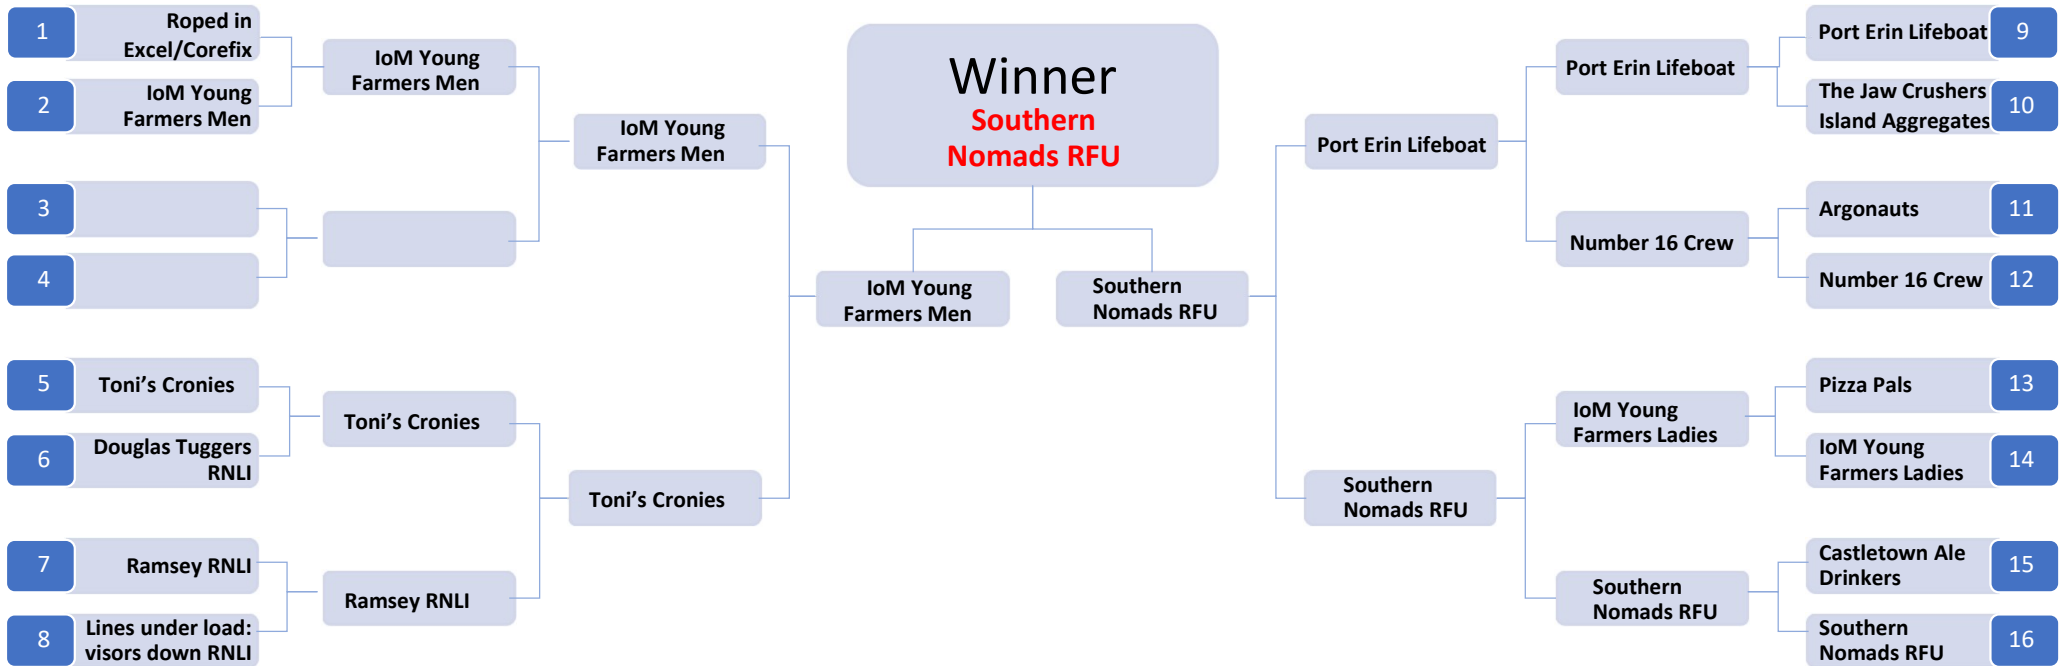 1
Roped in
Excel/Corefix
2
IoM Young
Farmers Men
3
4
5
Toni's Cronies
6
Douglas Tuggers
RNLI
7
Ramsey RNLI
8
Lines under load:
visors down RNLI
IoM Young
Farmers Men
Toni's Cronies
Ramsey RNLI
IoM Young
Farmers Men
Toni's Cronies
IoM Young
Farmers Men
Winner
Southern
Nomads RFU
Southern
Nomads RFU
Port Erin Lifeboat
Southern
Nomads RFU
Port Erin Lifeboat
Number 16 Crew
IoM Young
Farmers Ladies
Southern
Nomads RFU
Port Erin Lifeboat
9
The Jaw Crushers
Island Aggregates
10
Argonauts
11
Number 16 Crew
12
Pizza Pals
13
IoM Young
Farmers Ladies
14
Castletown Ale
Drinkers
15
Southern
Nomads RFU
16